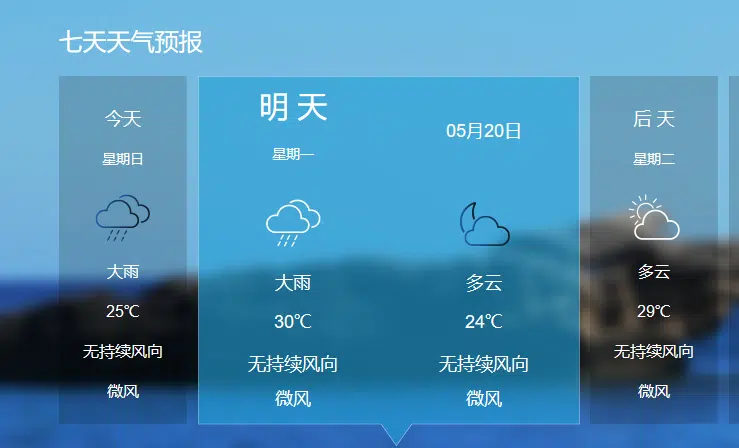 七天天气预报
今天
星期日
大雨
25℃
无持续风向
微风
明天
星期一
05月20日
大雨
30℃
无持续风向
微风
多云
24℃
无持续风向
微风
后天
星期二
多云
29℃
无持续风向
微风